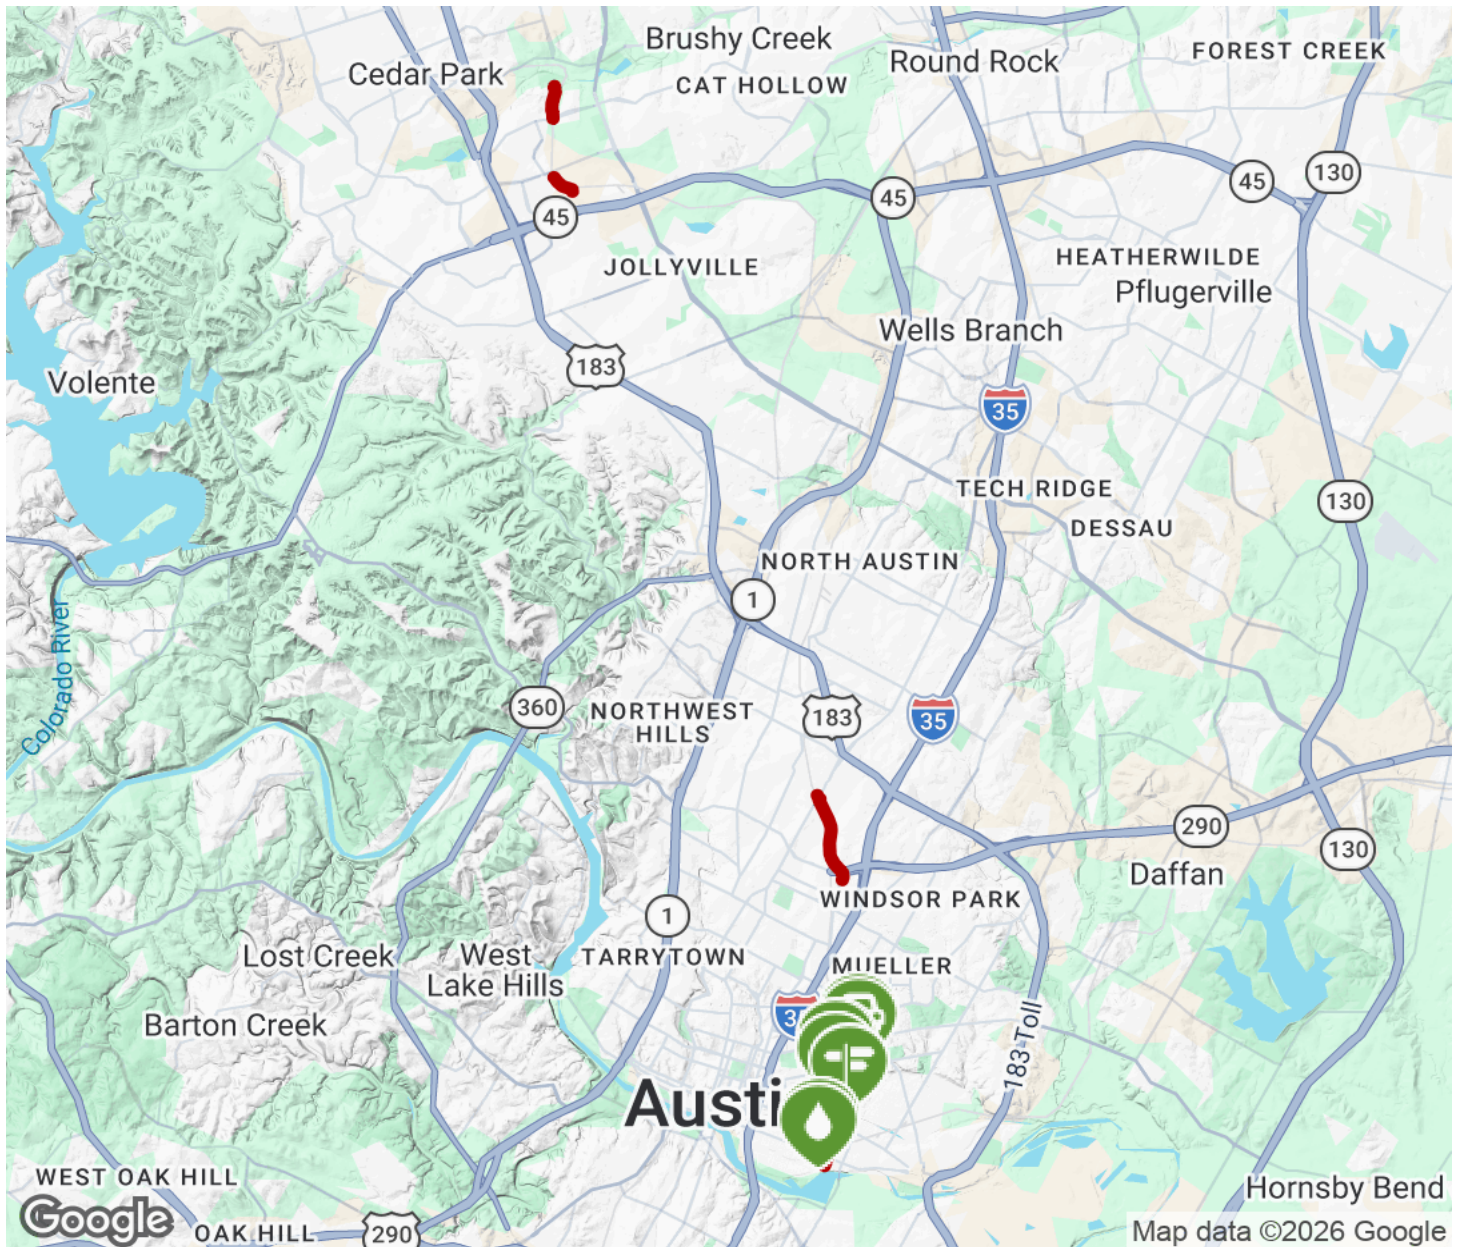 Brushy Creek
Round Rock
FOREST CREEK
Cedar Park
CAT HOLLOW
130
45
45
45
HEATHERWILDE
JOLLYVILLE
Pflugerville
Wells Branch
183
Volente
35
TECH RIDGE
130
DESSAU
NORTH AUSTIN
1
Colorado River
360
NORTHWEST
HILLS
183
35
290
130
Daffan
WINDSOR PARK
1
Lost Creek
West
Lake Hills
TARRYTOWN
MUELLER
Barton Creek
3
183 Toll
Austi
WEST OAK HILL
Hornsby Bend
Google
OAK HILL
290
Map data ©2026 Google